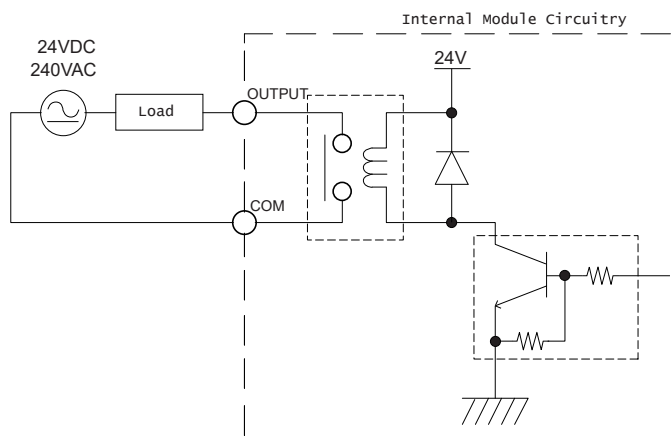 Internal Module Circuitry
24VDC
240VAC
24V
OUTPUT
Load
COM